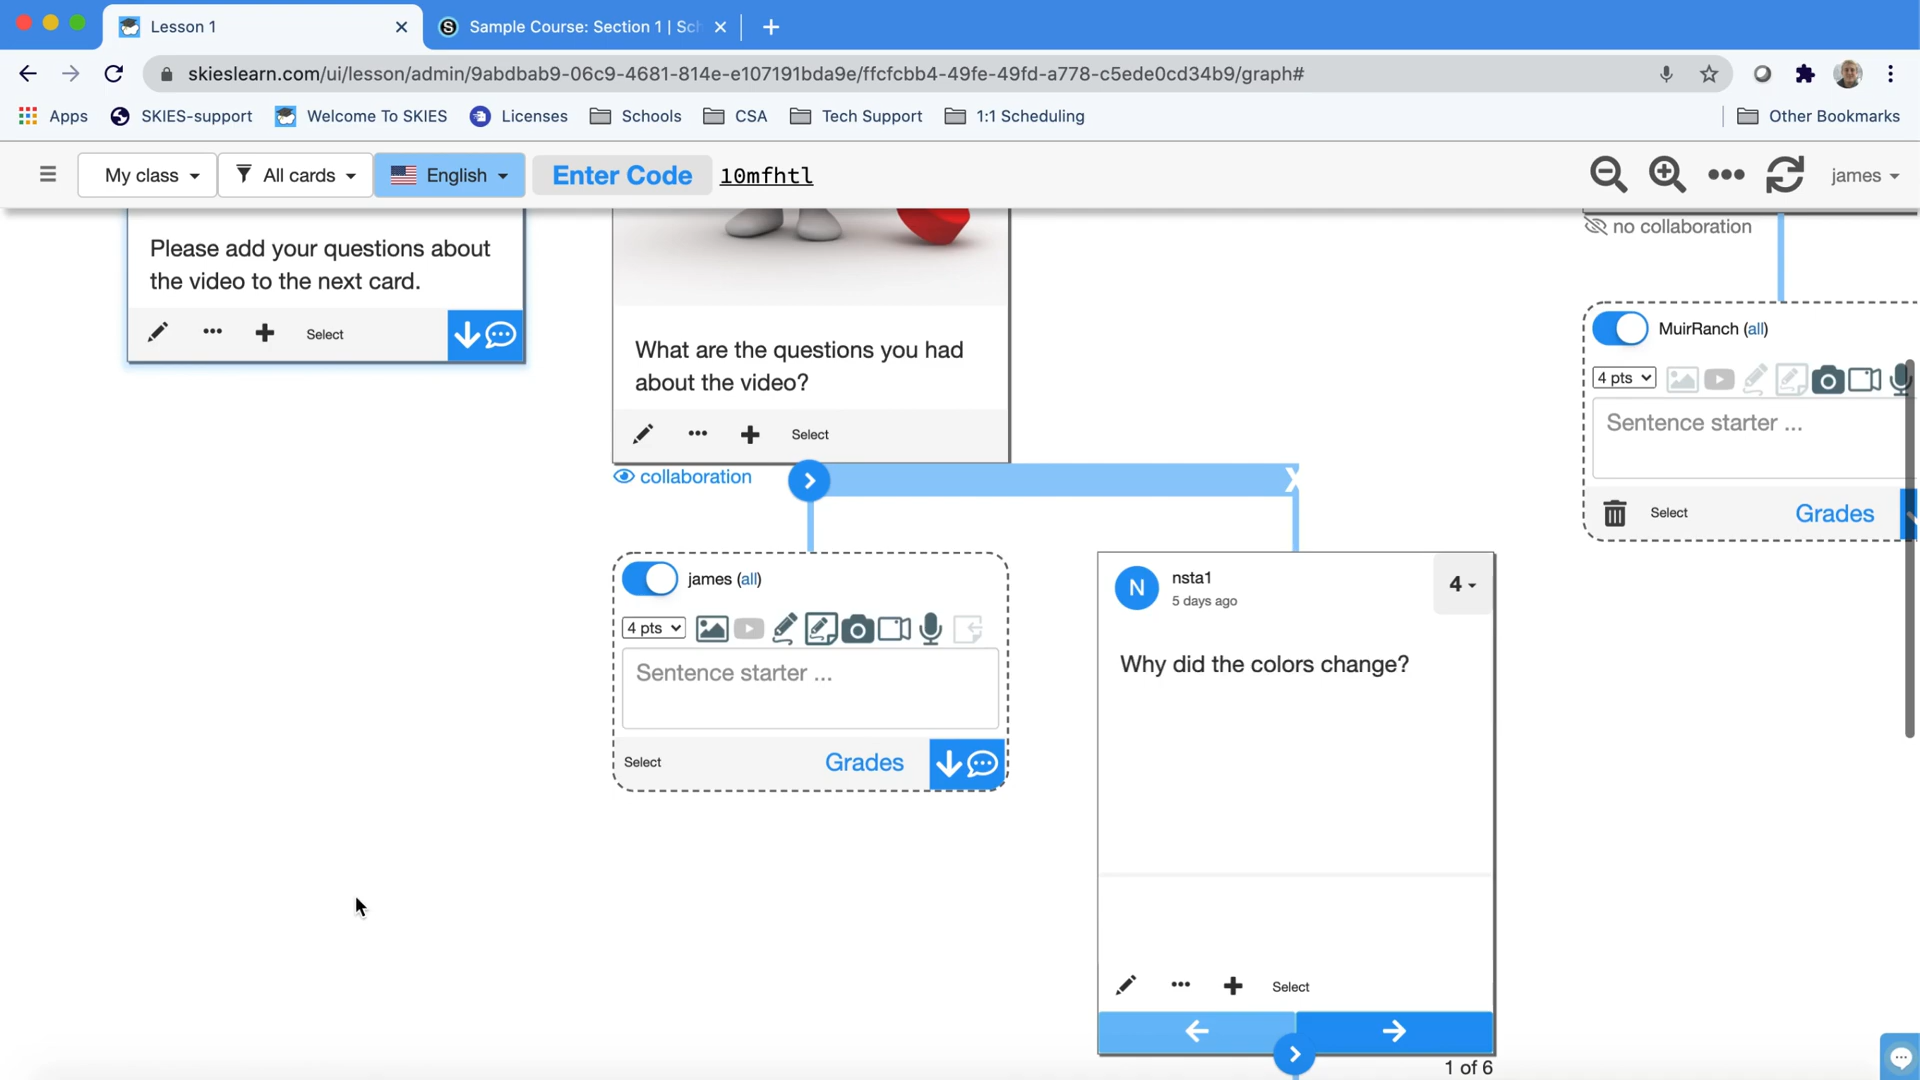 Lesson 1
Sample Course: Section 1 | Sch
skieslearn.com/ui/lesson/admin/9abdbab9-06c9-4681-814e-e107191bda9e/ffcfcbb4-49fe-49fd-a778-c5ede0cd34b9/graph#
Apps
SKIES-support
Welcome To SKIES
Licenses
Schools
CSA
Tech Support
1:1 Scheduling
Other Bookmarks
My class
All cards
English
Enter Code
10mfhtl
james
Please add your questions about
the video to the next card.
Select
What are the questions you had
about the video?
Select
collaboration
X
no collaboration
MuirRanch (all)
4 pts
Sentence starter ...
Select
Grades
james (all)
4 pts
Sentence starter ...
Select
Grades
N
nsta1
5 days ago
4
Why did the colors change?
Select
1 of 6